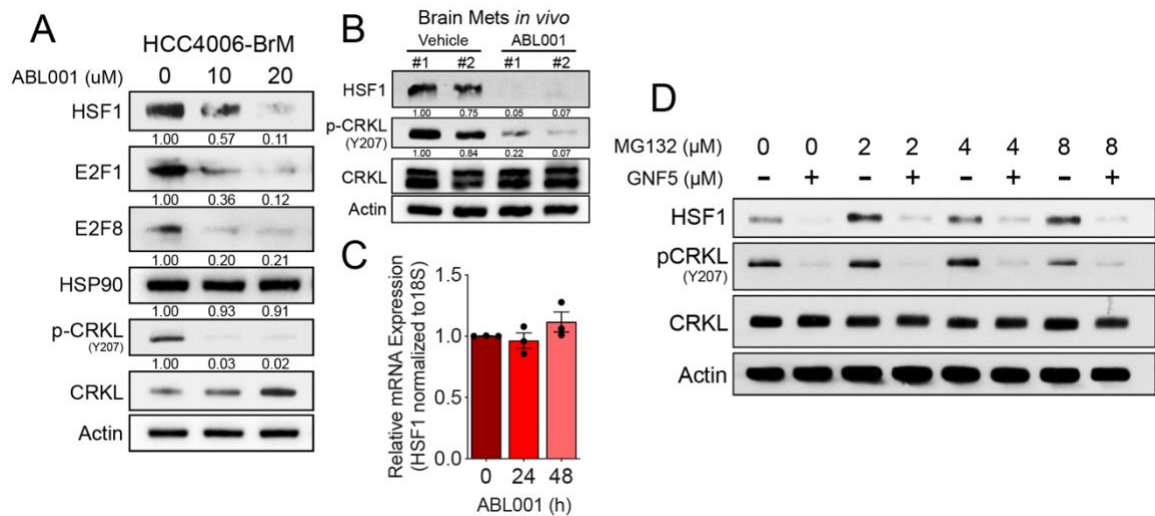 A
HCC4006-BrM
ABL001 (uM) 0 10 20
HSF1
1.00 0.57 0.11
E2F1
1.00 0.36 0.12
E2F8
1.00 0.20 0.21
HSP90
1.00 0.93 0.91
p-CRKL
(Y207)
1.00 0.03 0.02
CRKL
Actin
B
Brain Mets in vivo
Vehicle ABL001
#1 #2 #1 #2
HSF1
1.00 0.75 0.05 0.07
p-CRKL
(Y207)
1.00 0.84 0.22 0.07
CRKL
Actin
C
Relative mRNA Expression
(HSF1 normalized to18S)
1.5
1.0
0.5
0.0
0 24 48
ABL001 (h)
D
MG132 (µM) 0 0 2 2 4 4 8 8
GNF5 (µM) - + - + - + - +
HSF1
pCRKL
(Y207)
CRKL
Actin